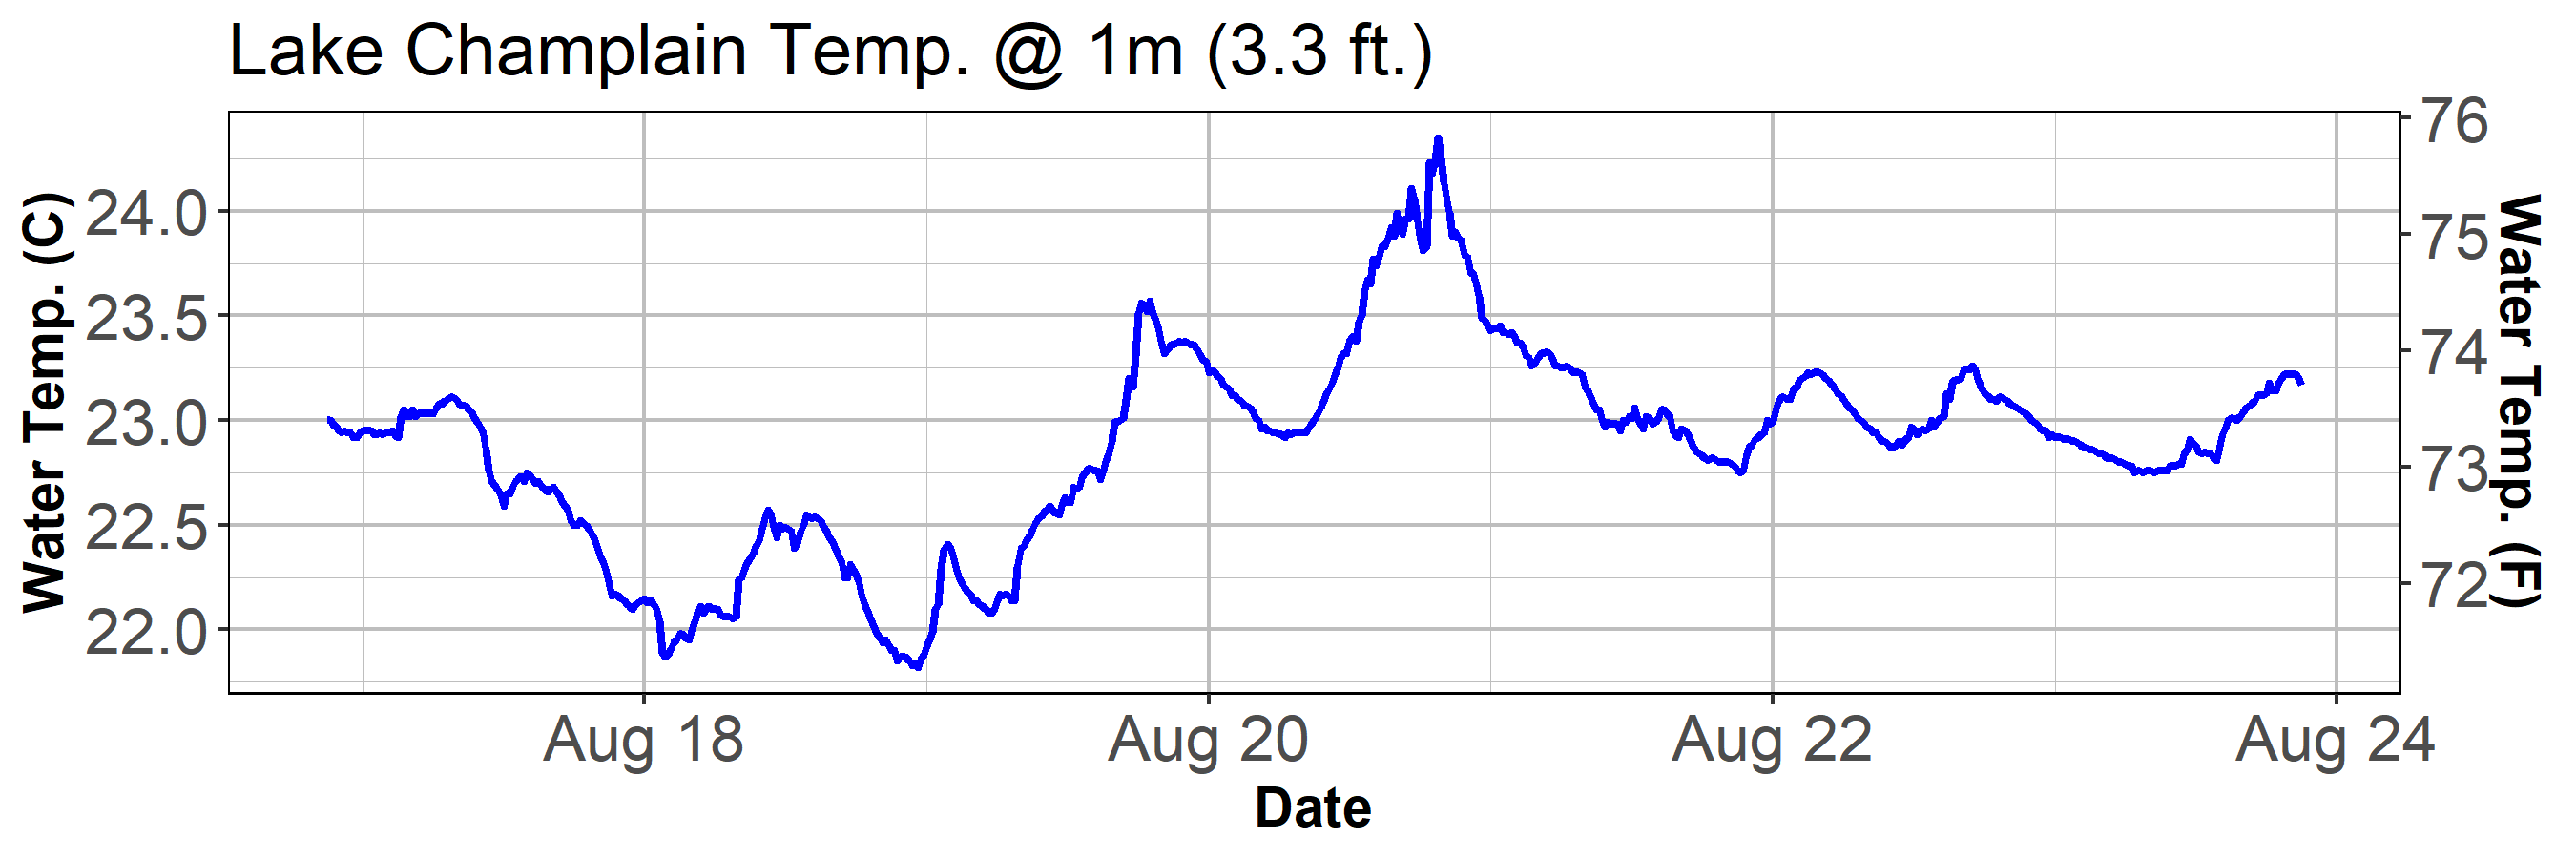 Lake Champlain Temp. @ 1m (3.3 ft.)
Water Temp. (C)
24.0
23.5
23.0
22.5
22.0
76
75
74
73
72
Water Temp. (F)
Aug 18
Aug 20
Aug 22
Aug 24
Date